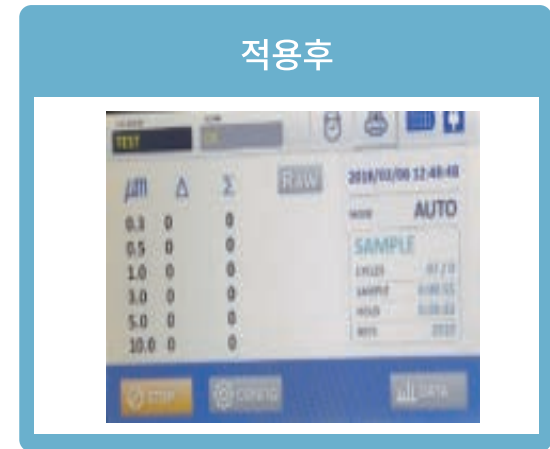 적용후
TEST
µm Δ Σ RAW
0.3 0 0
0.5 0 0
1.0 0 0
3.0 0 0
5.0 0 0
10.0 0 0
2018/02/06 12:48:48
MODE AUTO
SAMPLE
CYCLES
SAMPLE
HOLD
STOP
CONFIG
DATA